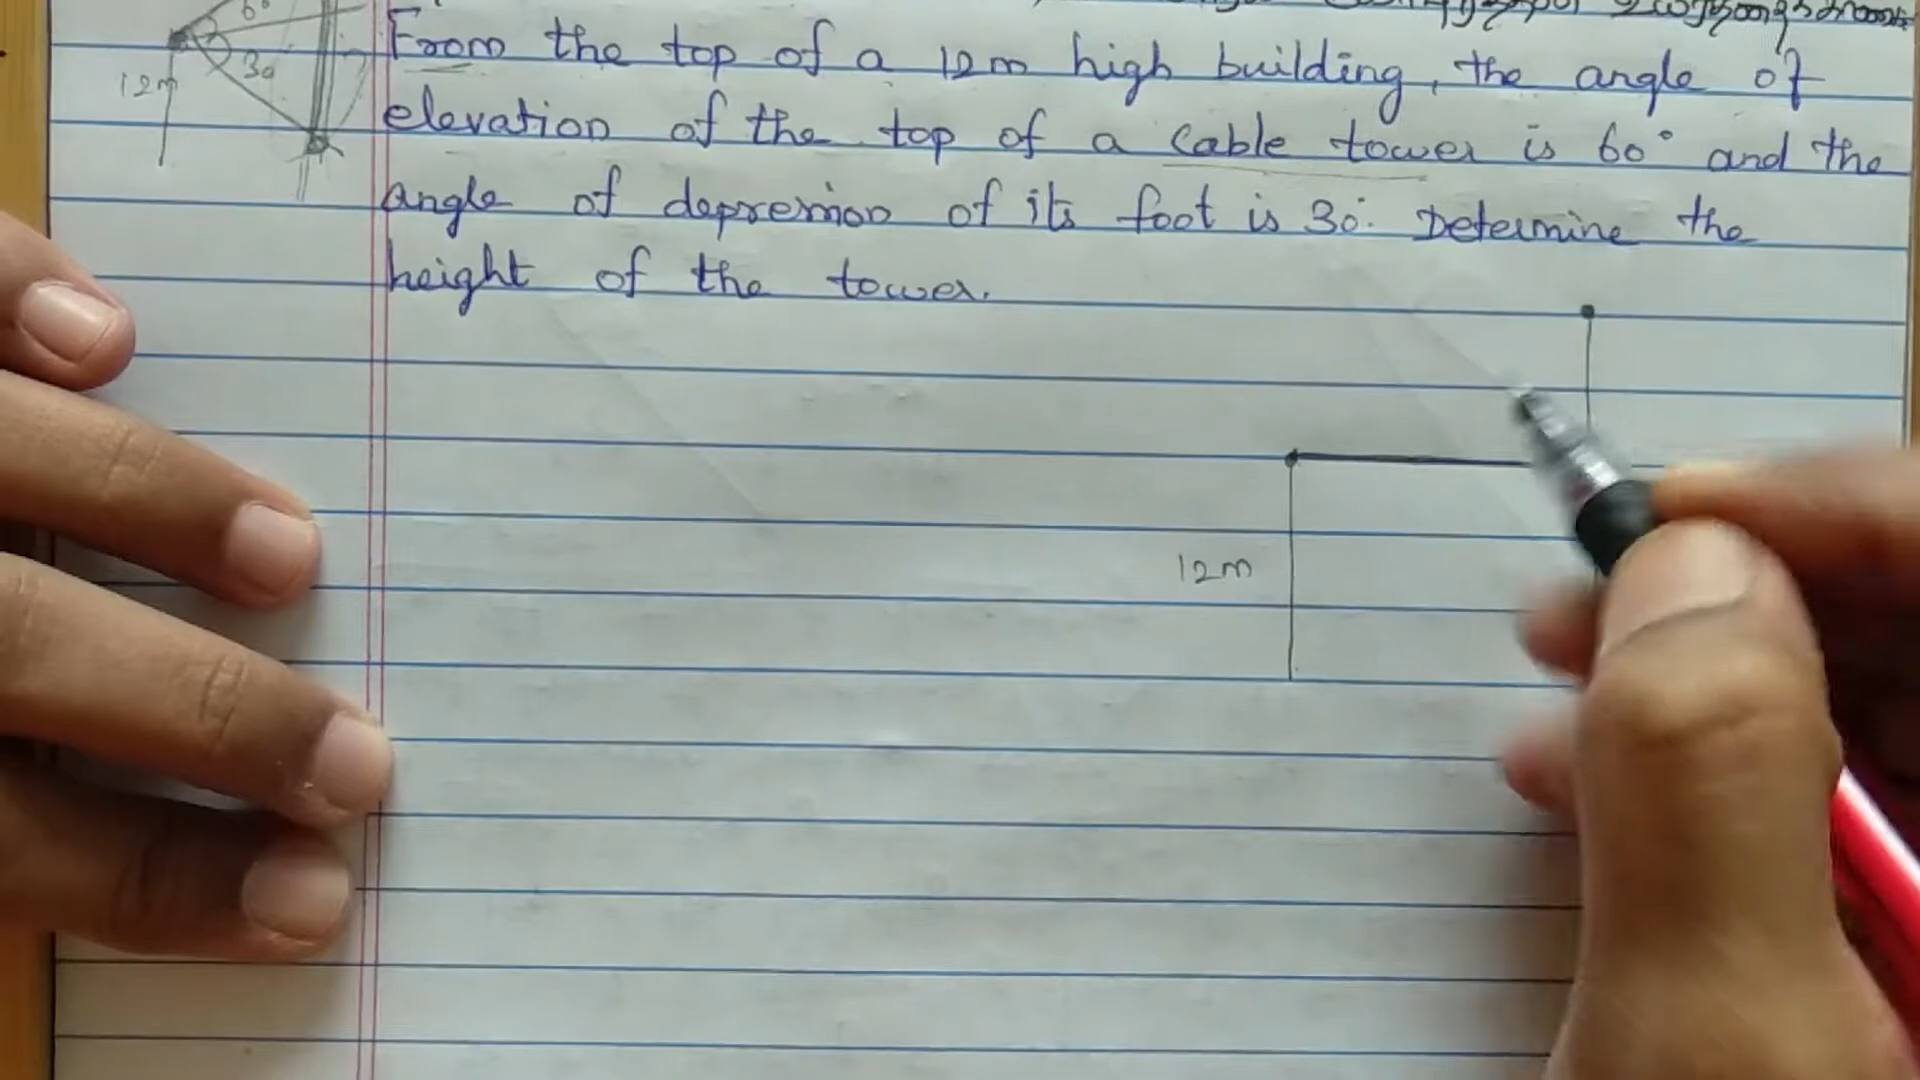 From the top of a 12m high building, the angle of
elevation of the top of a cable tower is 60° and the
angle of depression of its foot is 30°. Determine the
height of the tower.
60
30
12m
12m